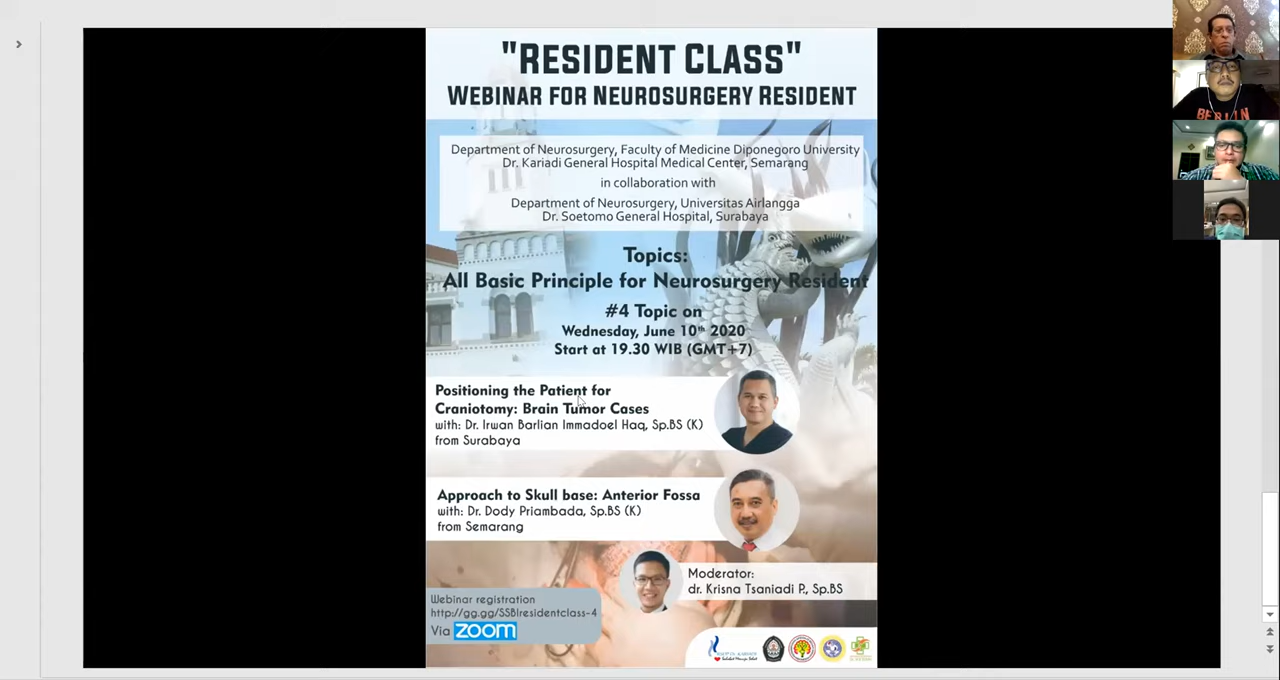 "RESIDENT CLASS"
WEBINAR FOR NEUROSURGERY RESIDENT
Department of Neurosurgery, Faculty of Medicine Diponegoro University
Dr. Kariadi General Hospital Medical Center, Semarang
in collaboration with
Department of Neurosurgery, Universitas Airlangga
Dr. Soetomo General Hospital, Surabaya
Topics:
All Basic Principle for Neurosurgery Resident
#4 Topic on
Wednesday, June 10th 2020
Start at 19.30 WIB (GMT+7)
Positioning the Patient for
Craniotomy: Brain Tumor Cases
with: Dr. Irwan Barlian Immadoel Haq, Sp.BS (K)
from Surabaya
Approach to Skull base: Anterior Fossa
with: Dr. Dody Priambada, Sp.BS (K)
from Semarang
Moderator:
dr. Krisna Tsaniadi P., Sp.BS
Webinar registration
http://gg.gg/SSBIresidentclass-4
Via zoom
BERLIN